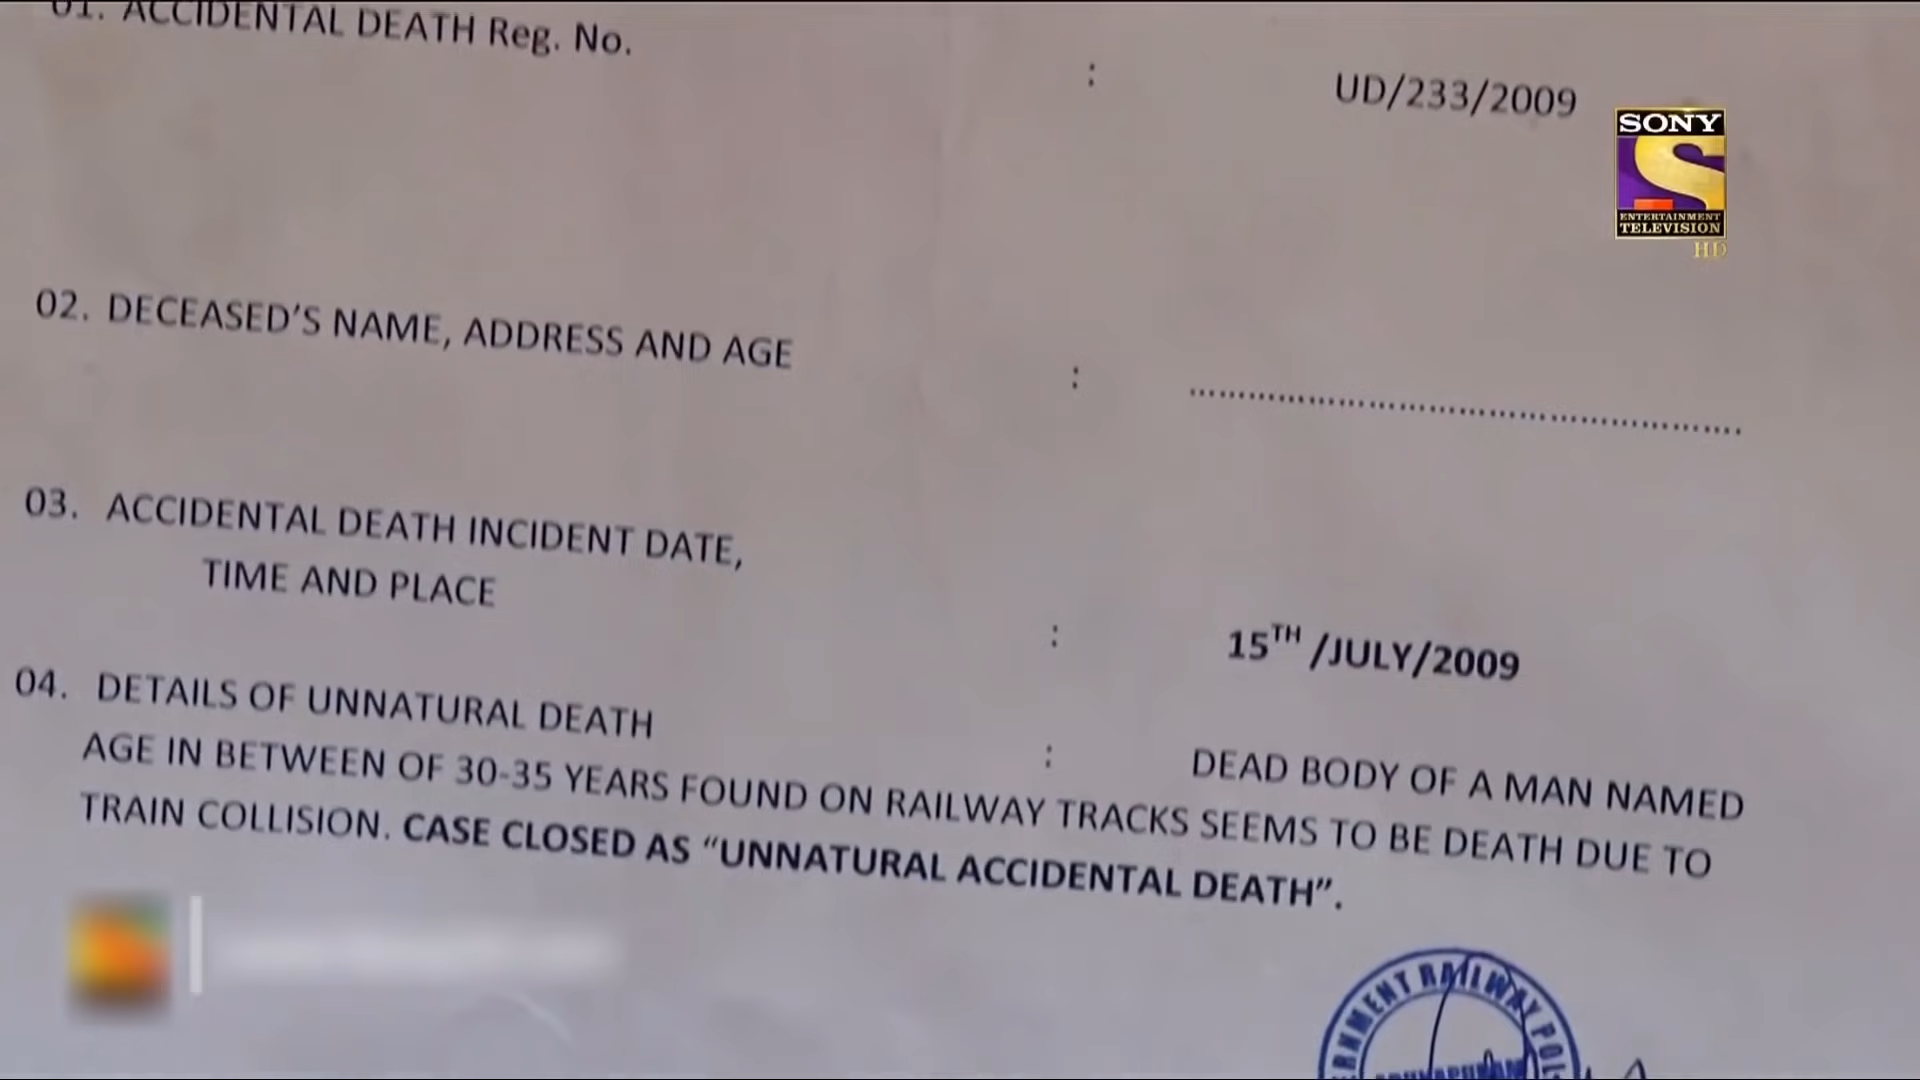 01. ACCIDENTAL DEATH Reg. No. : UD/233/2009
SONY
ENTERTAINMENT
TELEVISION
HD
02. DECEASED'S NAME, ADDRESS AND AGE : ................................................
03. ACCIDENTAL DEATH INCIDENT DATE,
TIME AND PLACE : 15TH /JULY/2009
04. DETAILS OF UNNATURAL DEATH : DEAD BODY OF A MAN NAMED
AGE IN BETWEEN OF 30-35 YEARS FOUND ON RAILWAY TRACKS SEEMS TO BE DEATH DUE TO
TRAIN COLLISION. CASE CLOSED AS “UNNATURAL ACCIDENTAL DEATH”.
RAILWAY